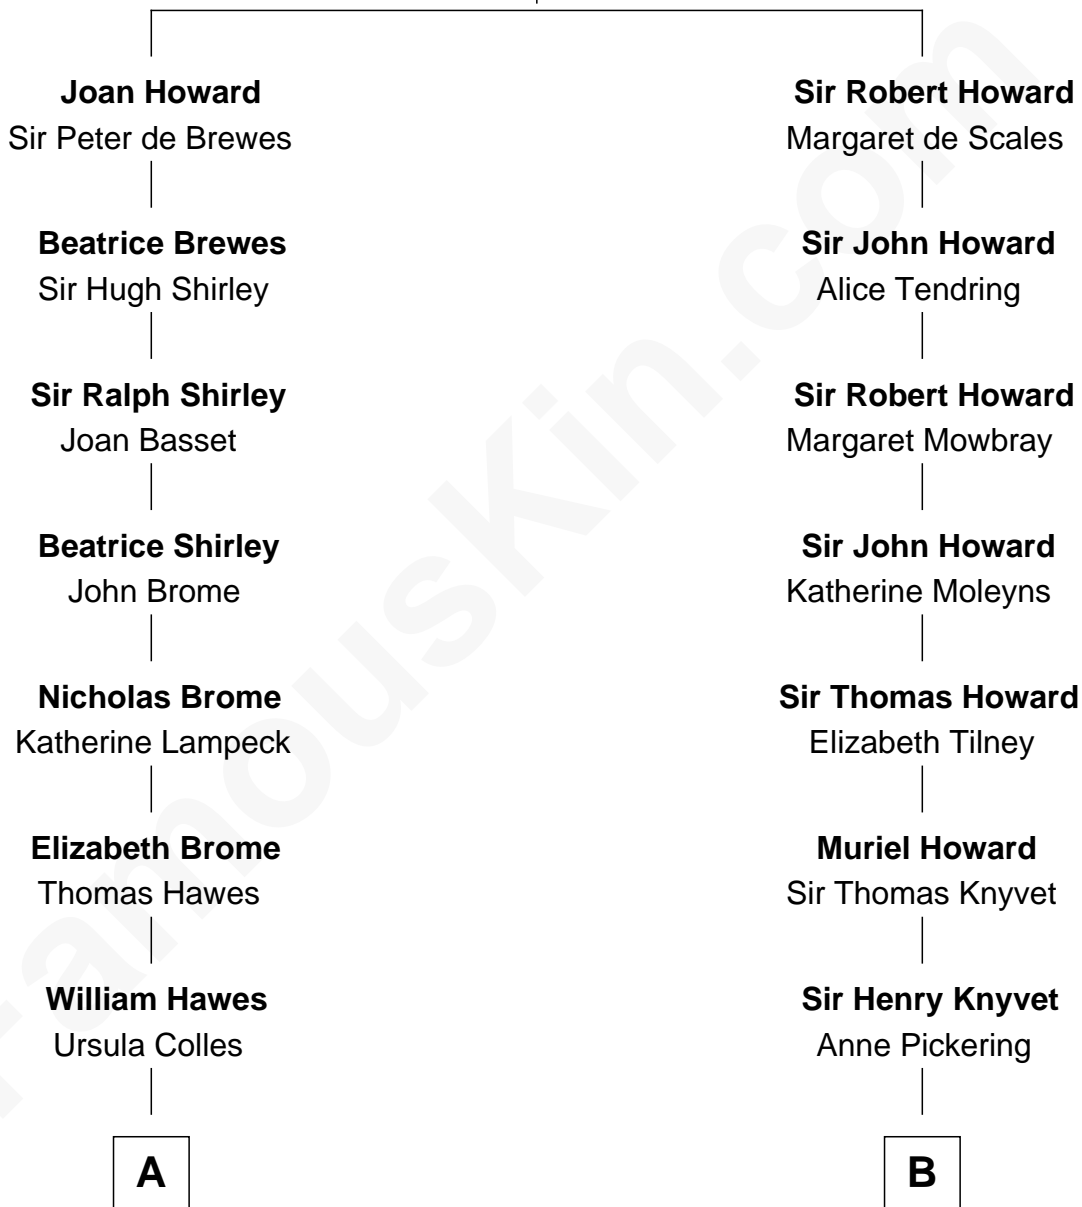 Joan Howard
Sir Peter de Brewes
Beatrice Brewes
Sir Hugh Shirley
Sir Ralph Shirley
Joan Basset
Beatrice Shirley
John Brome
Nicholas Brome
Katherine Lampeck
Elizabeth Brome
Thomas Hawes
William Hawes
Ursula Colles
A
Sir Robert Howard
Margaret de Scales
Sir John Howard
Alice Tendring
Sir Robert Howard
Margaret Mowbray
Sir John Howard
Katherine Moleyns
Sir Thomas Howard
Elizabeth Tilney
Muriel Howard
Sir Thomas Knyvet
Sir Henry Knyvet
Anne Pickering
B
FamousKin.com